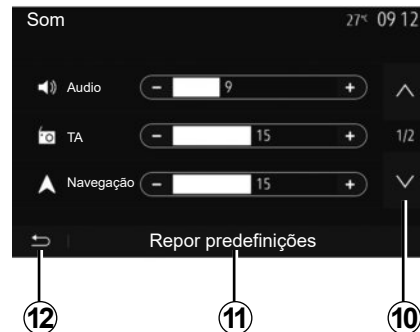 Som 27°C 09 12
Audio - 9 +
TA - 15 + 1/2
Navegação - 15 +
Repor predefinições
12 11 10